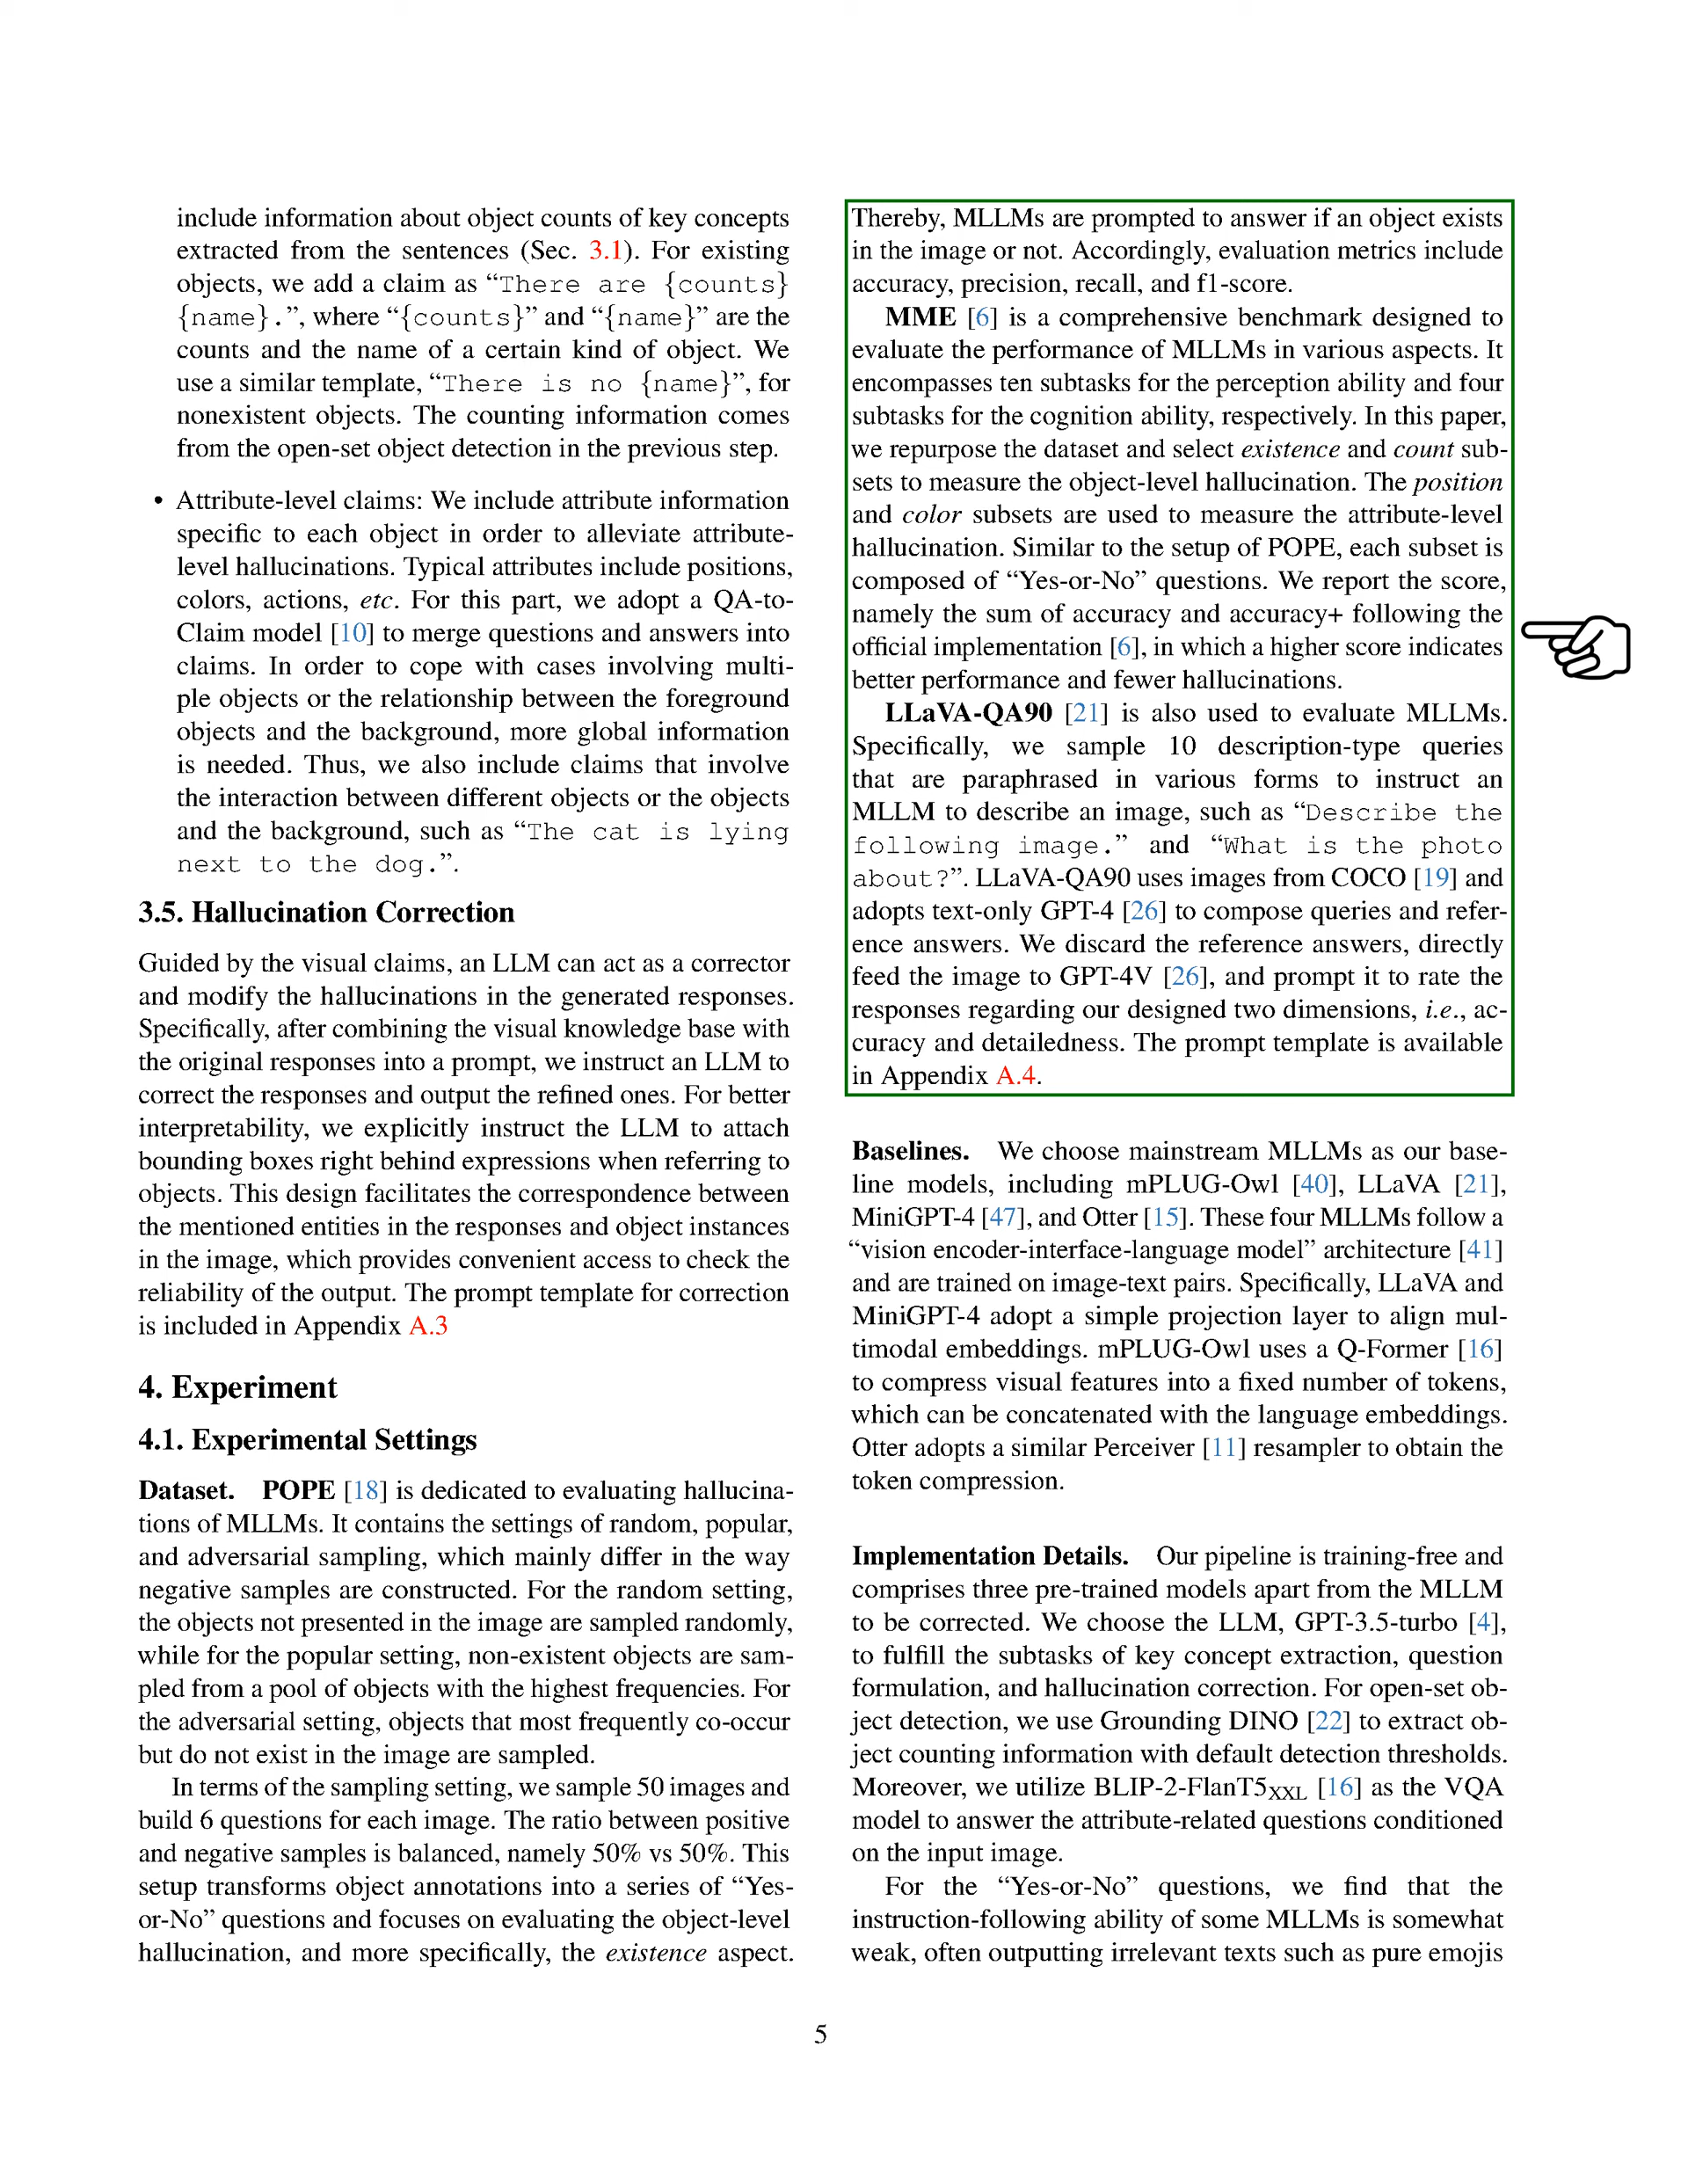 include information about object counts of key concepts
extracted from the sentences (Sec. 3.1). For existing
objects, we add a claim as “There are {counts}
{name}.”, where “{counts}” and “{name}” are the
counts and the name of a certain kind of object. We
use a similar template, “There is no {name}”, for
nonexistent objects. The counting information comes
from the open-set object detection in the previous step.
• Attribute-level claims: We include attribute information
specific to each object in order to alleviate attribute-
level hallucinations. Typical attributes include positions,
colors, actions, etc. For this part, we adopt a QA-to-
Claim model [10] to merge questions and answers into
claims. In order to cope with cases involving multi-
ple objects or the relationship between the foreground
objects and the background, more global information
is needed. Thus, we also include claims that involve
the interaction between different objects or the objects
and the background, such as “The cat is lying
next to the dog.”.
3.5. Hallucination Correction
Guided by the visual claims, an LLM can act as a corrector
and modify the hallucinations in the generated responses.
Specifically, after combining the visual knowledge base with
the original responses into a prompt, we instruct an LLM to
correct the responses and output the refined ones. For better
interpretability, we explicitly instruct the LLM to attach
bounding boxes right behind expressions when referring to
objects. This design facilitates the correspondence between
the mentioned entities in the responses and object instances
in the image, which provides convenient access to check the
reliability of the output. The prompt template for correction
is included in Appendix A.3
4. Experiment
4.1. Experimental Settings
Dataset. POPE [18] is dedicated to evaluating hallucina-
tions of MLLMs. It contains the settings of random, popular,
and adversarial sampling, which mainly differ in the way
negative samples are constructed. For the random setting,
the objects not presented in the image are sampled randomly,
while for the popular setting, non-existent objects are sam-
pled from a pool of objects with the highest frequencies. For
the adversarial setting, objects that most frequently co-occur
but do not exist in the image are sampled.
In terms of the sampling setting, we sample 50 images and
build 6 questions for each image. The ratio between positive
and negative samples is balanced, namely 50% vs 50%. This
setup transforms object annotations into a series of “Yes-
or-No” questions and focuses on evaluating the object-level
hallucination, and more specifically, the existence aspect.
Thereby, MLLMs are prompted to answer if an object exists
in the image or not. Accordingly, evaluation metrics include
accuracy, precision, recall, and f1-score.
MME [6] is a comprehensive benchmark designed to
evaluate the performance of MLLMs in various aspects. It
encompasses ten subtasks for the perception ability and four
subtasks for the cognition ability, respectively. In this paper,
we repurpose the dataset and select existence and count sub-
sets to measure the object-level hallucination. The position
and color subsets are used to measure the attribute-level
hallucination. Similar to the setup of POPE, each subset is
composed of “Yes-or-No” questions. We report the score,
namely the sum of accuracy and accuracy+ following the
official implementation [6], in which a higher score indicates
better performance and fewer hallucinations.
LLaVA-QA90 [21] is also used to evaluate MLLMs.
Specifically, we sample 10 description-type queries
that are paraphrased in various forms to instruct an
MLLM to describe an image, such as “Describe the
following image.” and “What is the photo
about?”. LLaVA-QA90 uses images from COCO [19] and
adopts text-only GPT-4 [26] to compose queries and refer-
ence answers. We discard the reference answers, directly
feed the image to GPT-4V [26], and prompt it to rate the
responses regarding our designed two dimensions, i.e., ac-
curacy and detailedness. The prompt template is available
in Appendix A.4.
Baselines. We choose mainstream MLLMs as our base-
line models, including mPLUG-Owl [40], LLaVA [21],
MiniGPT-4 [47], and Otter [15]. These four MLLMs follow a
“vision encoder-interface-language model” architecture [41]
and are trained on image-text pairs. Specifically, LLaVA and
MiniGPT-4 adopt a simple projection layer to align mul-
timodal embeddings. mPLUG-Owl uses a Q-Former [16]
to compress visual features into a fixed number of tokens,
which can be concatenated with the language embeddings.
Otter adopts a similar Perceiver [11] resampler to obtain the
token compression.
Implementation Details. Our pipeline is training-free and
comprises three pre-trained models apart from the MLLM
to be corrected. We choose the LLM, GPT-3.5-turbo [4],
to fulfill the subtasks of key concept extraction, question
formulation, and hallucination correction. For open-set ob-
ject detection, we use Grounding DINO [22] to extract ob-
ject counting information with default detection thresholds.
Moreover, we utilize BLIP-2-FlanT5XXL [16] as the VQA
model to answer the attribute-related questions conditioned
on the input image.
For the “Yes-or-No” questions, we find that the
instruction-following ability of some MLLMs is somewhat
weak, often outputting irrelevant texts such as pure emojis
5